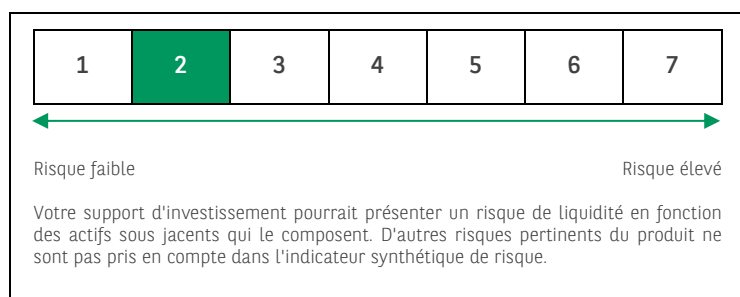 1 2 3 4 5 6 7
Risque faible Risque élevé
Votre support d'investissement pourrait présenter un risque de liquidité en fonction
des actifs sous jacents qui le composent. D'autres risques pertinents du produit ne
sont pas pris en compte dans l'indicateur synthétique de risque.